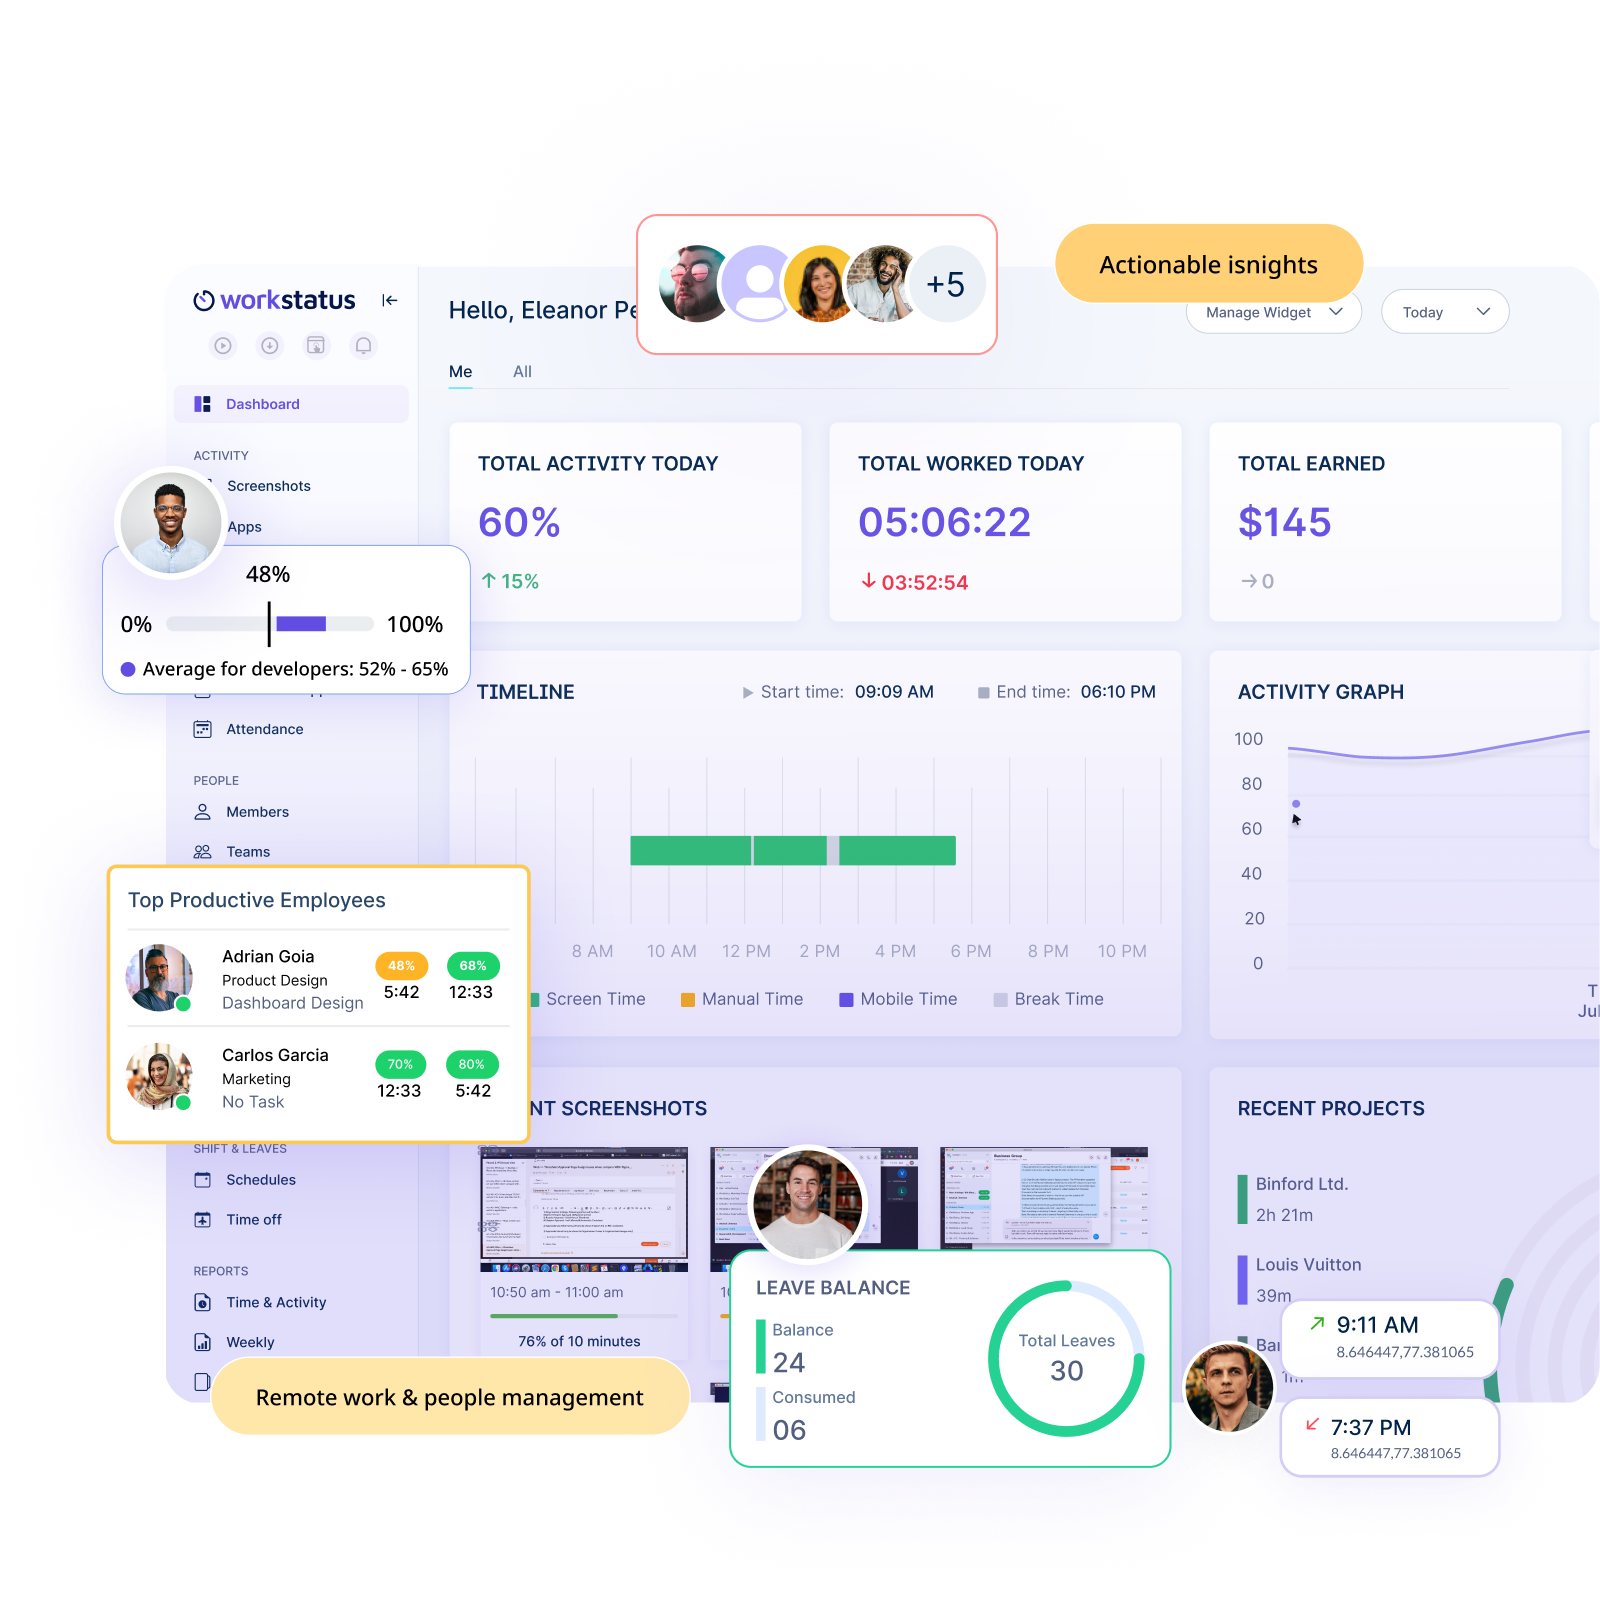 workstatus
Hello, Eleanor Pe
+5
Actionable isnights
Manage Widget
Today
Me
All
Dashboard
ACTIVITY
Screenshots
Apps
48%
0%
100%
Average for developers: 52% - 65%
Attendance
PEOPLE
Members
Teams
TOTAL ACTIVITY TODAY
60%
15%
TOTAL WORKED TODAY
05:06:22
03:52:54
TOTAL EARNED
$145
0
TIMELINE
Start time: 09:09 AM
End time: 06:10 PM
8 AM
10 AM
12 PM
2 PM
4 PM
6 PM
8 PM
10 PM
Screen Time
Manual Time
Mobile Time
Break Time
ACTIVITY GRAPH
100
80
60
40
20
0
T
Jul
Top Productive Employees
Adrian Goia
Product Design
Dashboard Design
48%
5:42
68%
12:33
Carlos Garcia
Marketing
No Task
70%
12:33
80%
5:42
SHIFT & LEAVES
Schedules
Time off
REPORTS
Time & Activity
Weekly
Remote work & people management
NT SCREENSHOTS
Business Group
10:50 am - 11:00 am
76% of 10 minutes
LEAVE BALANCE
Balance
24
Consumed
06
Total Leaves
30
RECENT PROJECTS
Binford Ltd.
2h 21m
Louis Vuitton
39m
Bar
1m
9:11 AM
8.646447,77.381065
7:37 PM
8.646447,77.381065